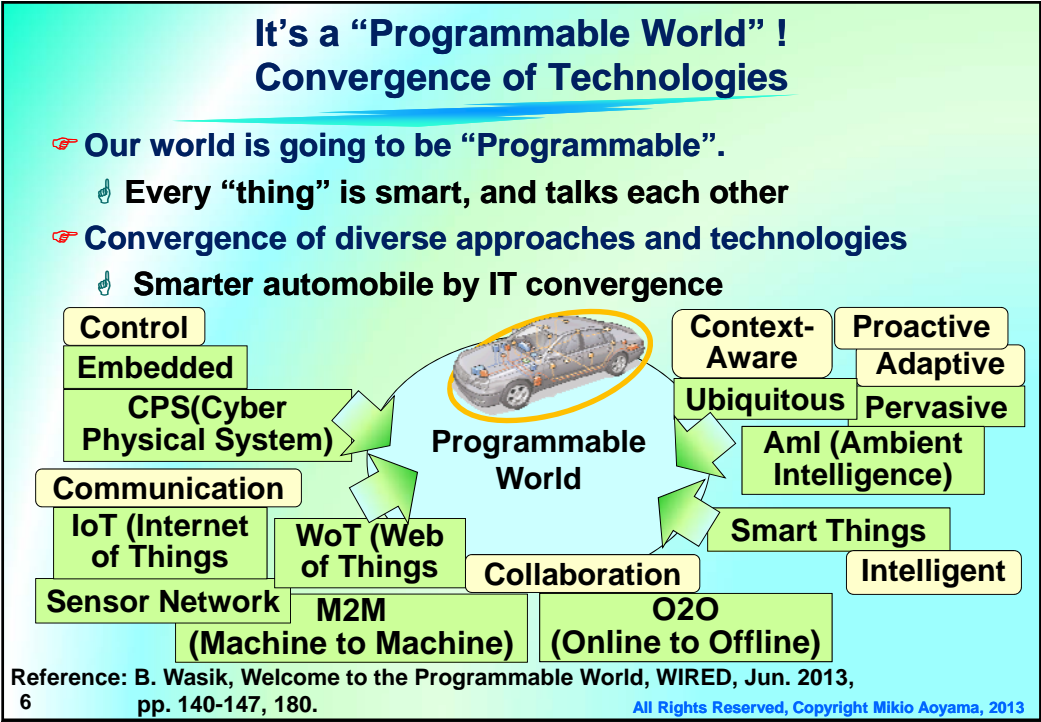 It's a “Programmable World” !
Convergence of Technologies
Our world is going to be “Programmable”.
Every “thing” is smart, and talks each other
Convergence of diverse approaches and technologies
Smarter automobile by IT convergence
Control
Embedded
CPS(Cyber
Physical System)
Communication
IoT (Internet
of Things
WoT (Web
of Things
Sensor Network
M2M
(Machine to Machine)
Programmable
World
Collaboration
O2O
(Online to Offline)
Context-
Aware
Proactive
Adaptive
Ubiquitous
Pervasive
AmI (Ambient
Intelligence)
Smart Things
Intelligent
Reference: B. Wasik, Welcome to the Programmable World, WIRED, Jun. 2013,
pp. 140-147, 180.
6
All Rights Reserved, Copyright Mikio Aoyama, 2013